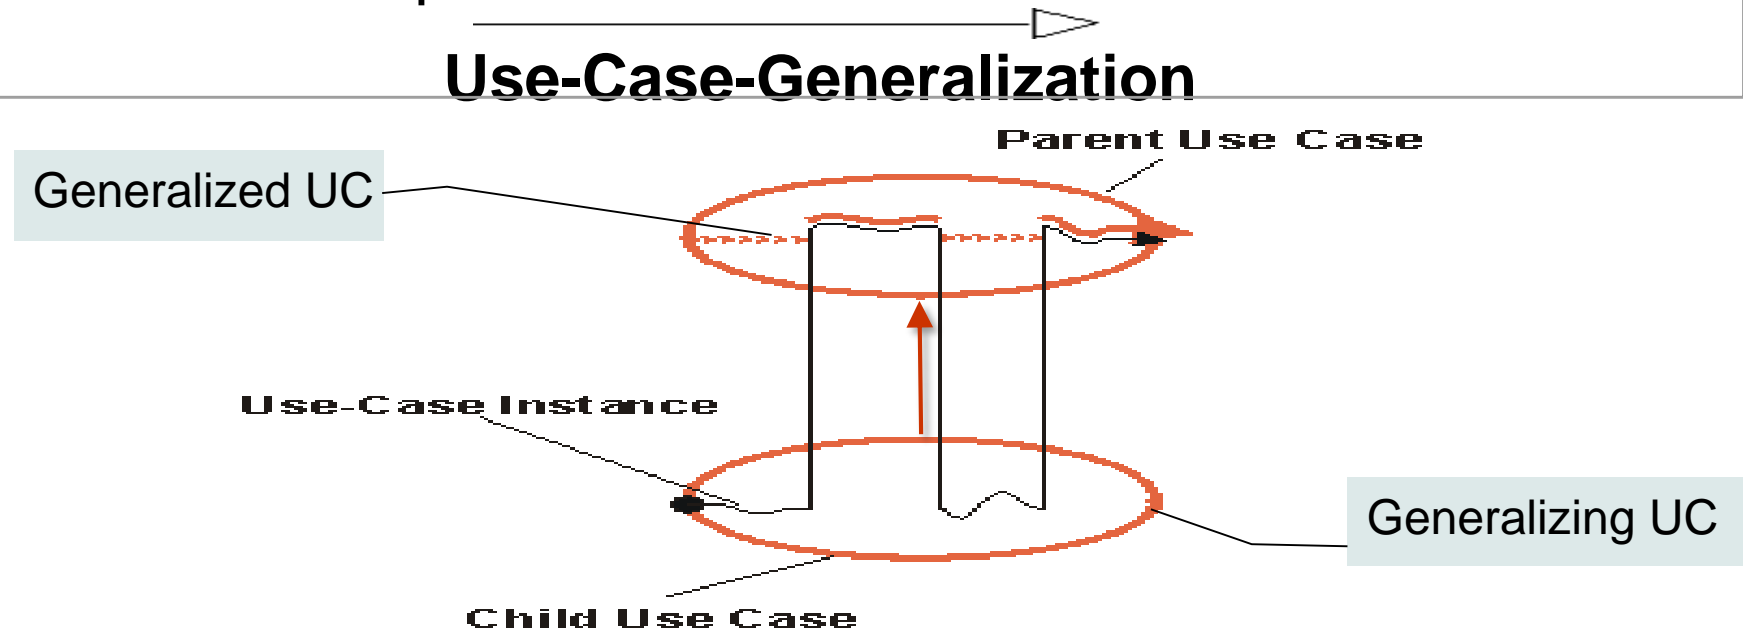 Use-Case-Generalization
Parent Use Case
Generalized UC
Use-Case Instance
Generalizing UC
Child Use Case